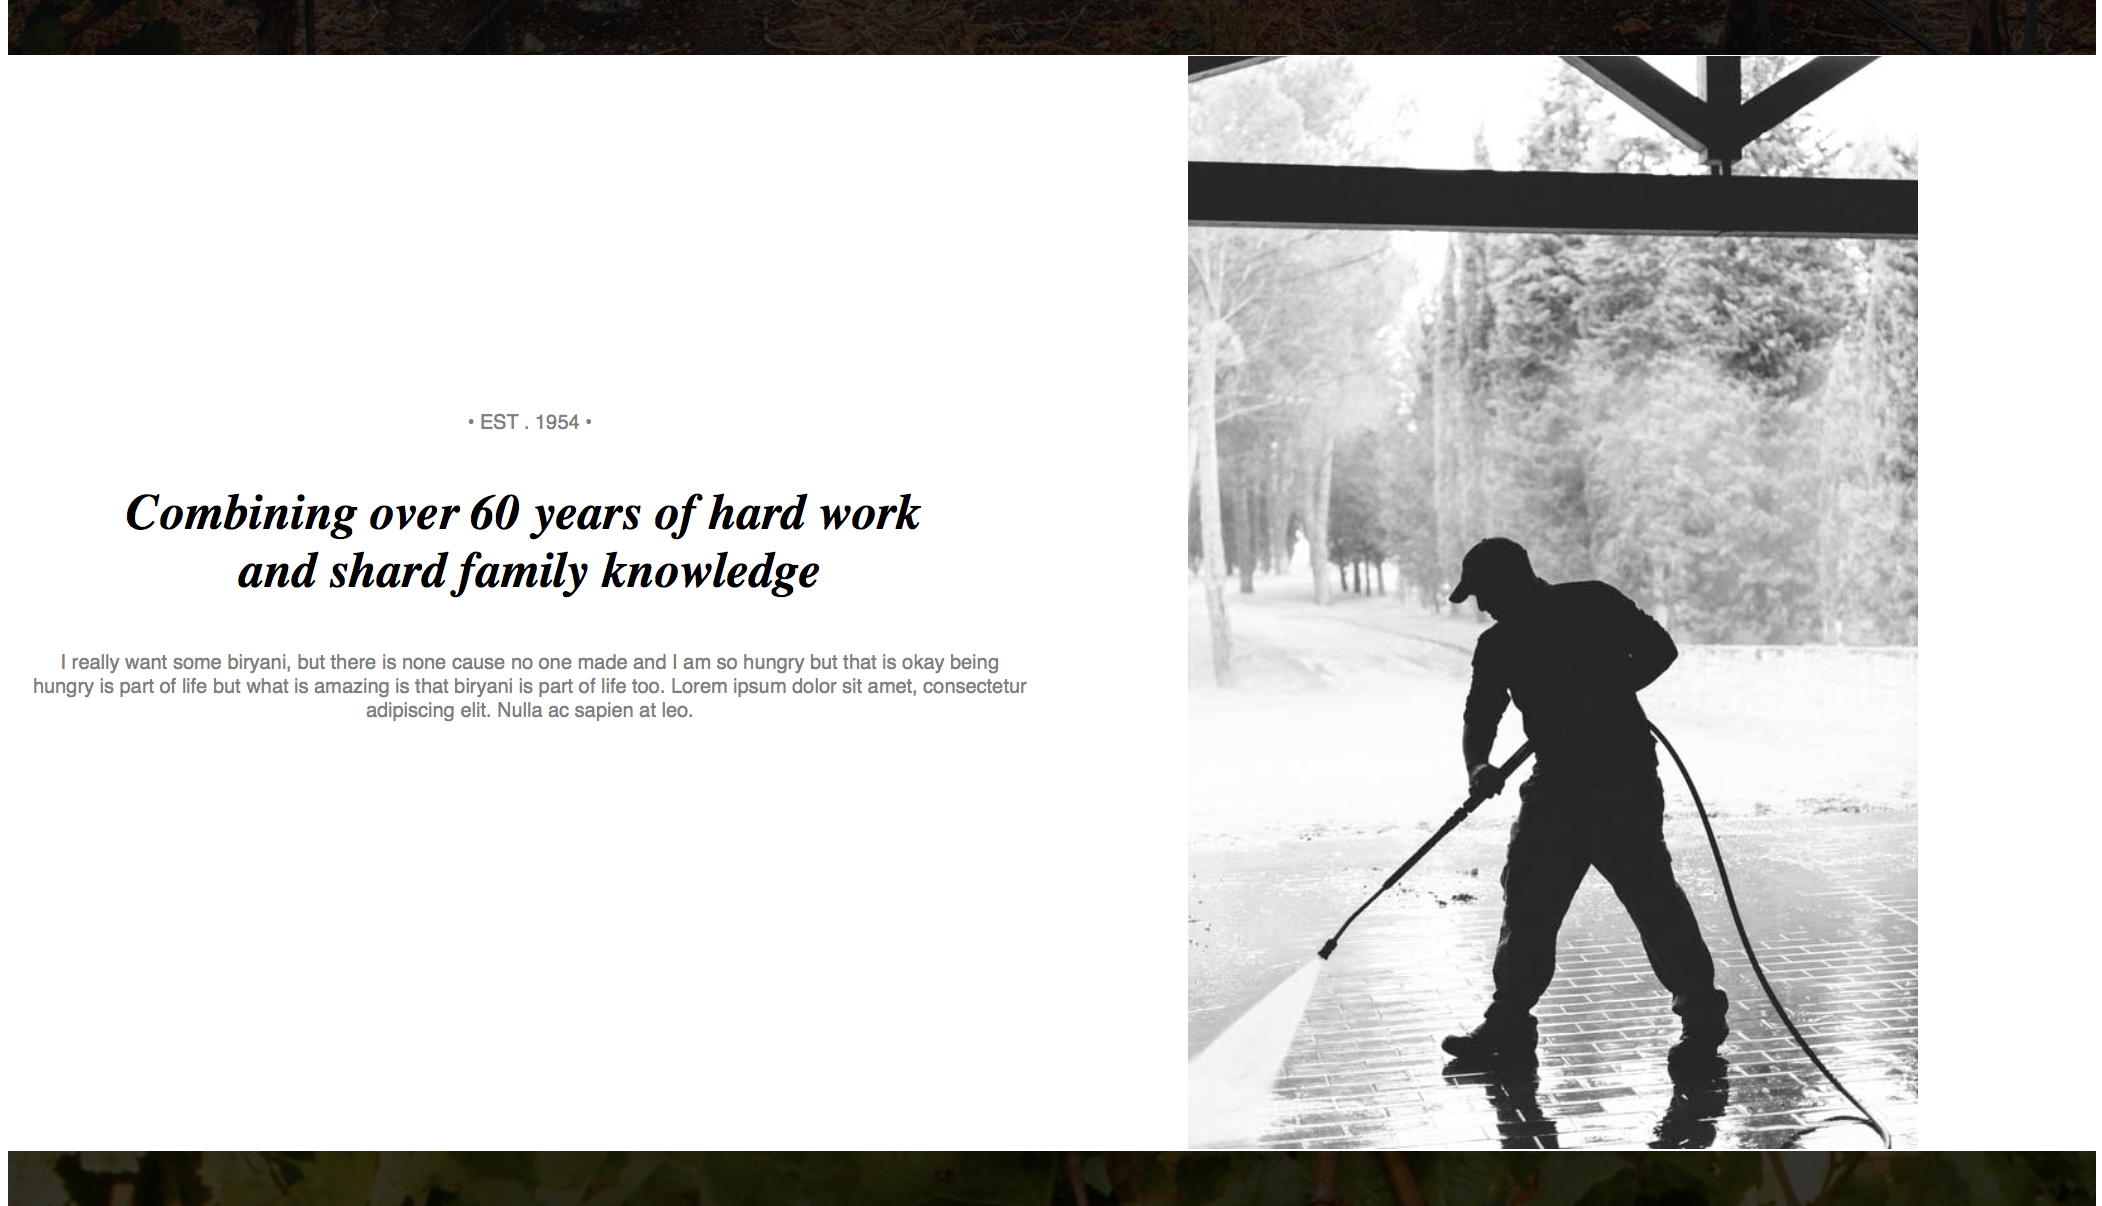 • EST . 1954 •
Combining over 60 years of hard work
and shard family knowledge
I really want some biryani, but there is none cause no one made and I am so hungry but that is okay being
hungry is part of life but what is amazing is that biryani is part of life too. Lorem ipsum dolor sit amet, consectetur
adipiscing elit. Nulla ac sapien at leo.